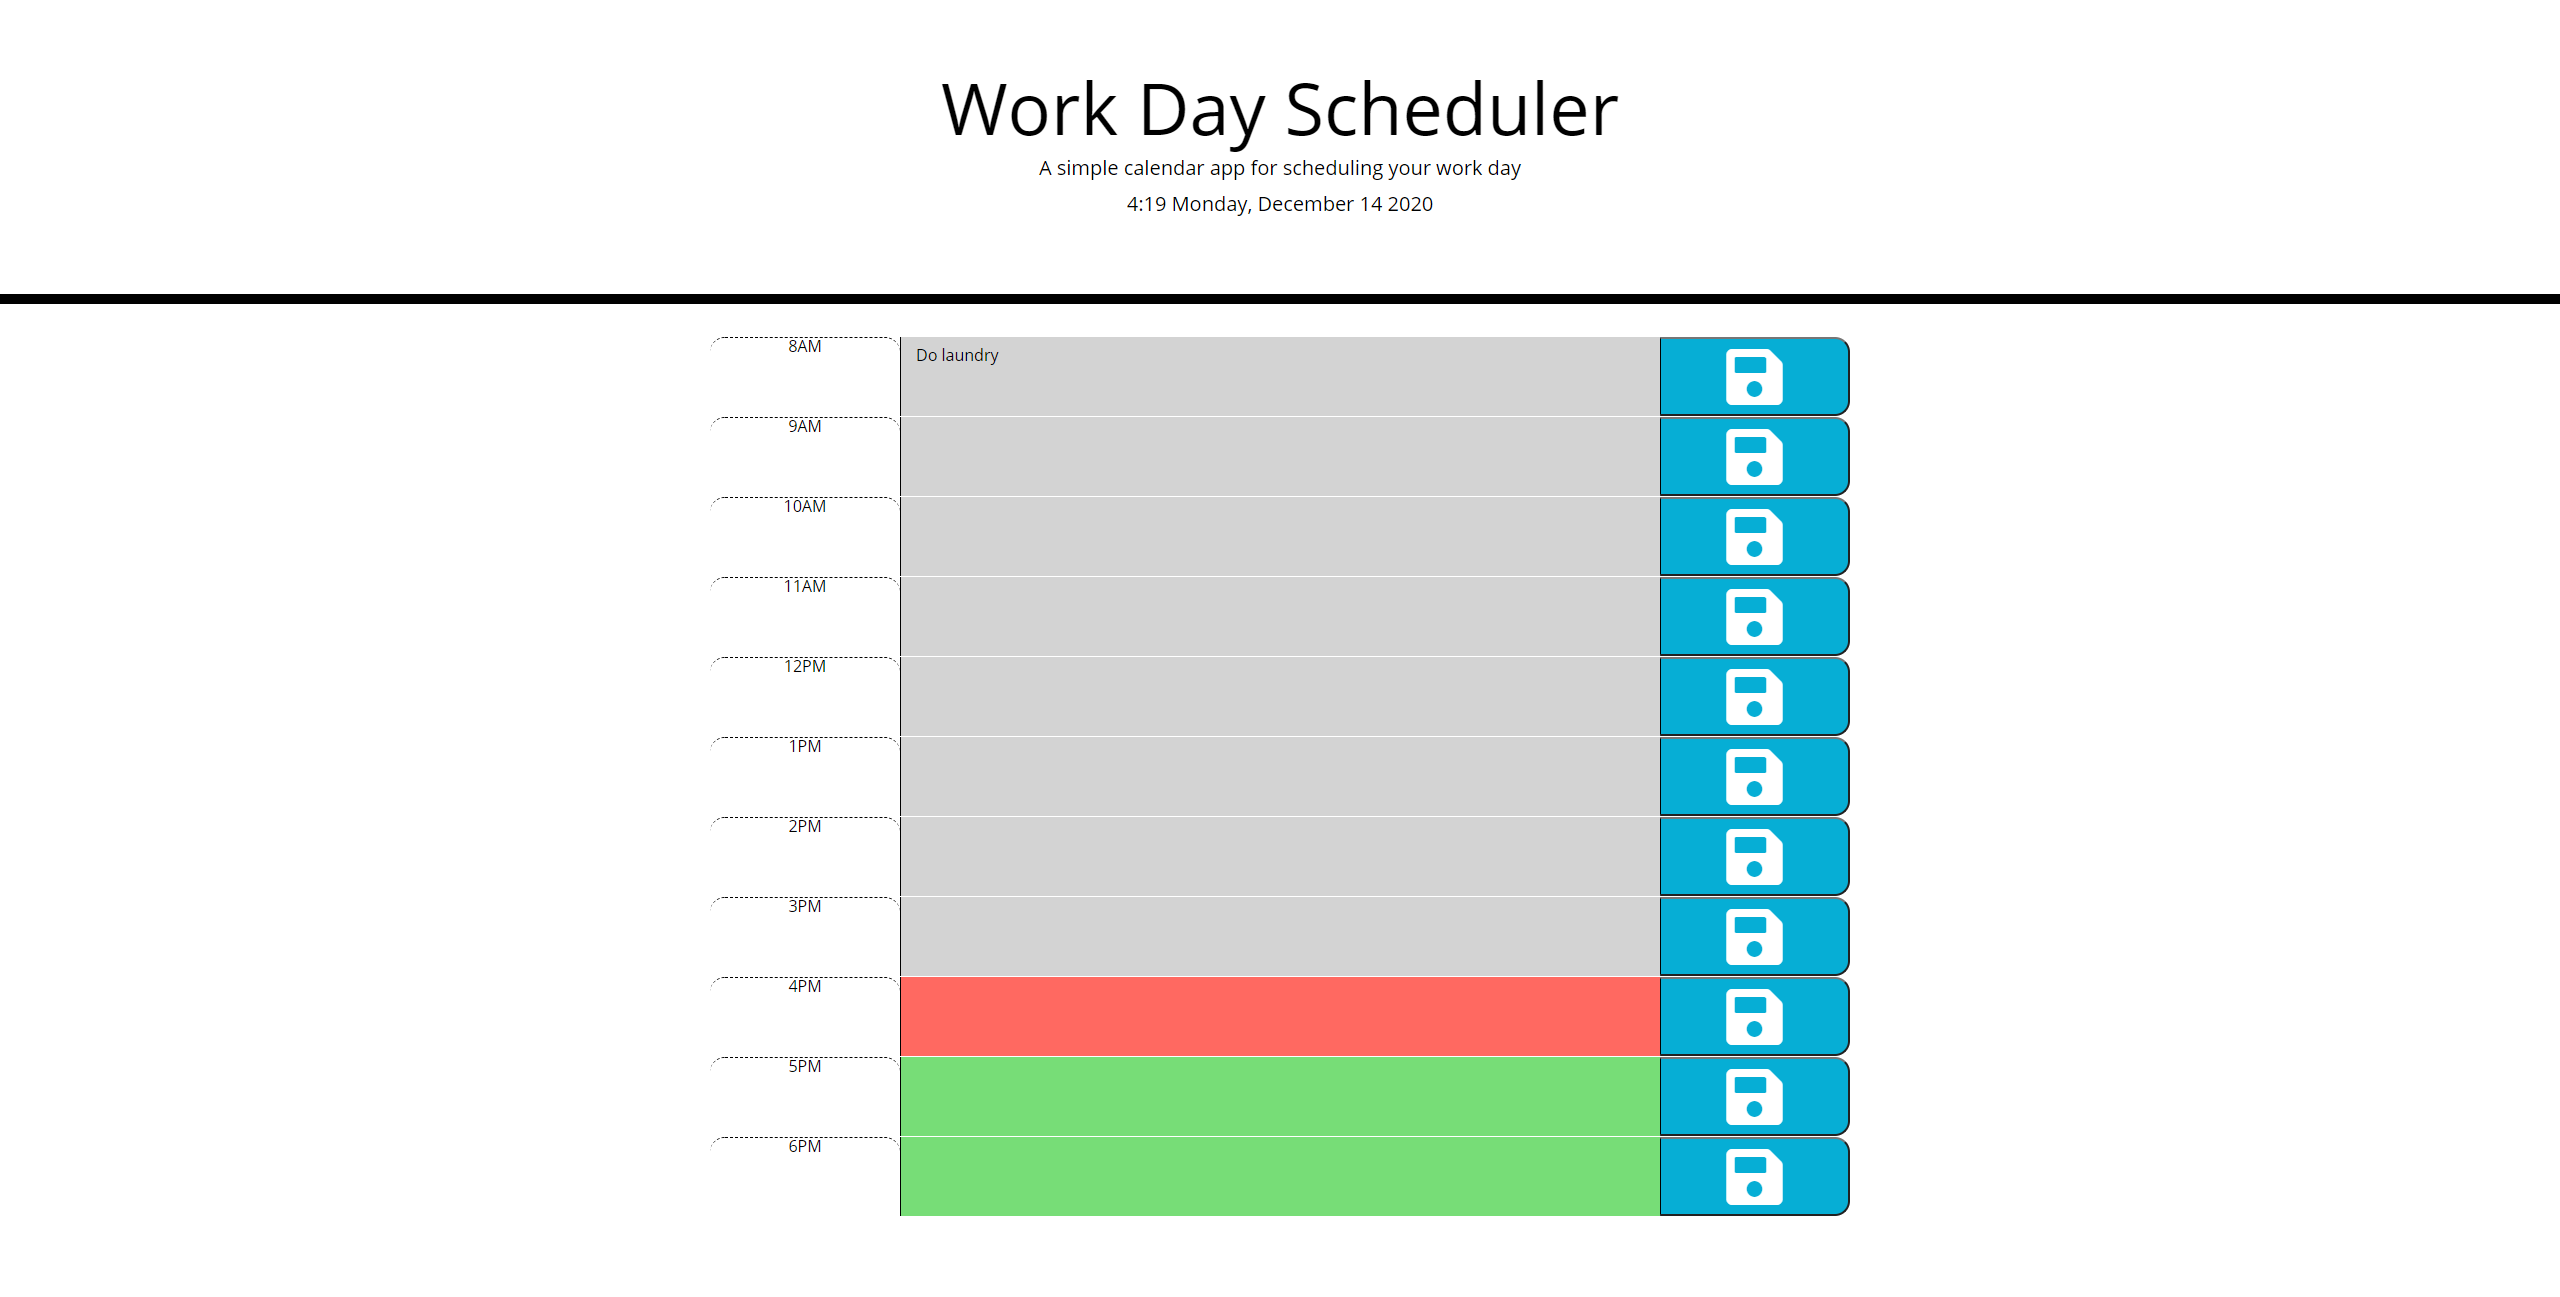 Work Day Scheduler
A simple calendar app for scheduling your work day
4:19 Monday, December 14 2020
8AM
Do laundry
9AM
10AM
11AM
12PM
1PM
2PM
3PM
4PM
5PM
6PM